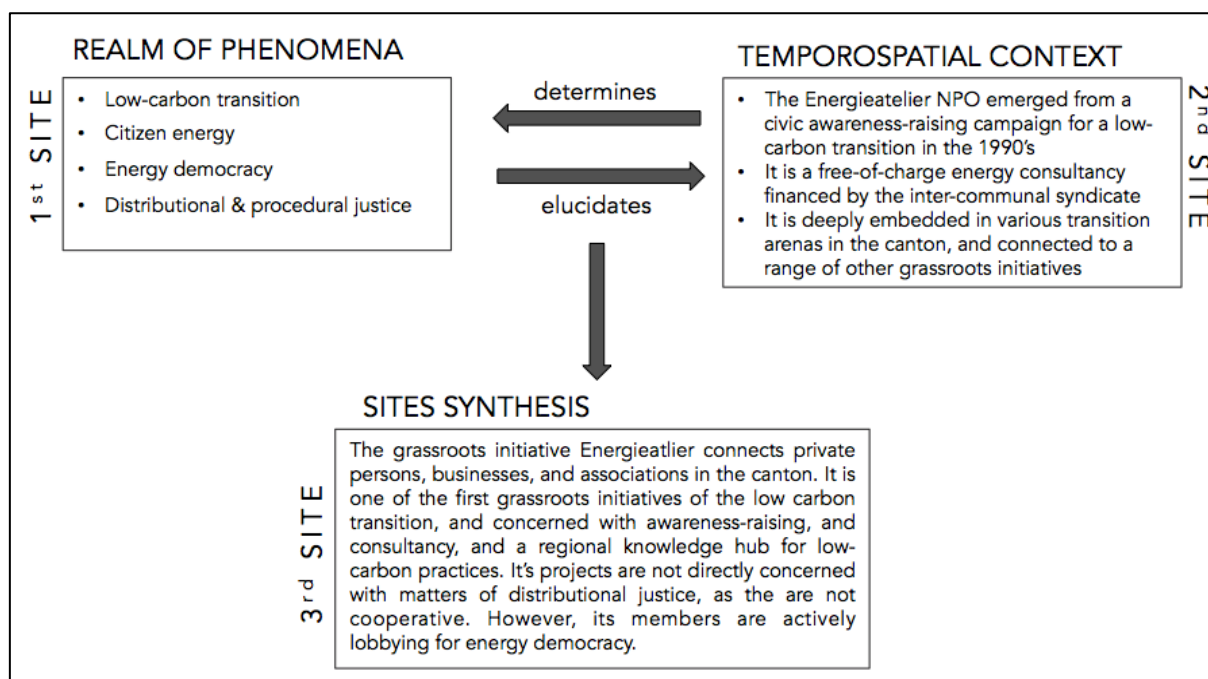 REALM OF PHENOMENA
1st SITE
• Low-carbon transition
• Citizen energy
• Energy democracy
• Distributional & procedural justice
determines
elucidates
TEMPOROSPATIAL CONTEXT
2nd SITE
• The Energieatelier NPO emerged from a
civic awareness-raising campaign for a low-
carbon transition in the 1990's
• It is a free-of-charge energy consultancy
financed by the inter-communal syndicate
• It is deeply embedded in various transition
arenas in the canton, and connected to a
range of other grassroots initiatives
SITES SYNTHESIS
3rd SITE
The grassroots initiative Energieatlier connects private
persons, businesses, and associations in the canton. It is
one of the first grassroots initiatives of the low carbon
transition, and concerned with awareness-raising, and
consultancy, and a regional knowledge hub for low-
carbon practices. It's projects are not directly concerned
with matters of distributional justice, as the are not
cooperative. However, its members are actively
lobbying for energy democracy.